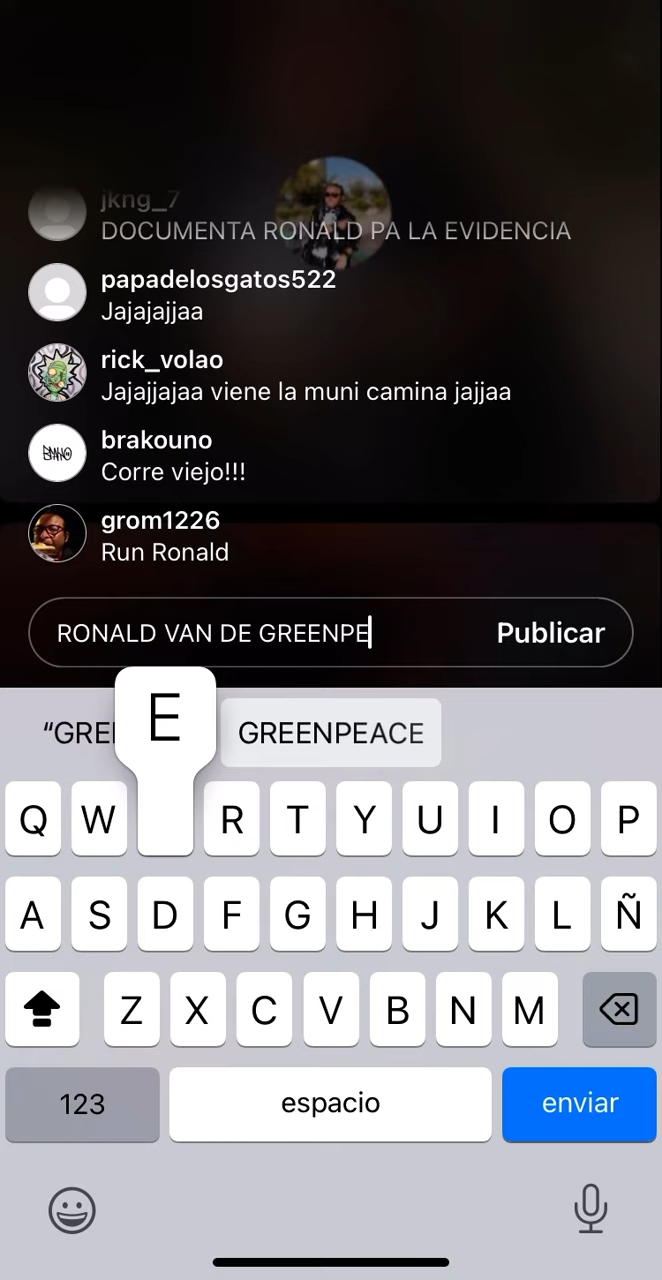 jkng_7
DOCUMENTA RONALD PA LA EVIDENCIA
papadelosgatos522
Jajajajjaa
rick_volao
Jajajjajaa viene la muni camina jajjaa
brakouno
Corre viejo!!!
grom1226
Run Ronald
RONALD VAN DE GREENPE
Publicar
E
GREENPEACE
Q W R T Y U I O P
A S D F G H J K L Ñ
Z X C V B N M
123 espacio enviar